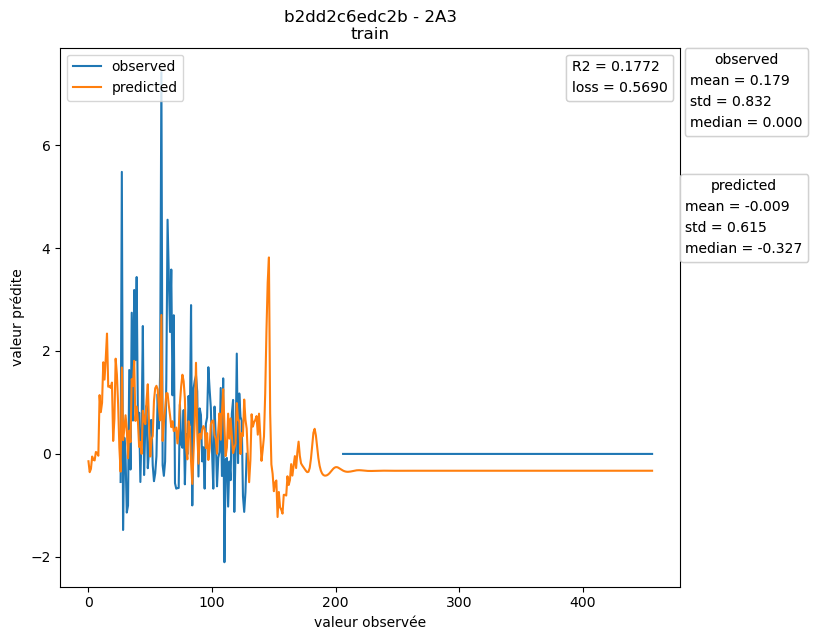 b2dd2c6edc2b - 2A3
train
observed
predicted
R2 = 0.1772
loss = 0.5690
observed
mean = 0.179
std = 0.832
median = 0.000
predicted
mean = -0.009
std = 0.615
median = -0.327
valeur prédite
6
4
2
0
−2
0
100
200
300
400
valeur observée